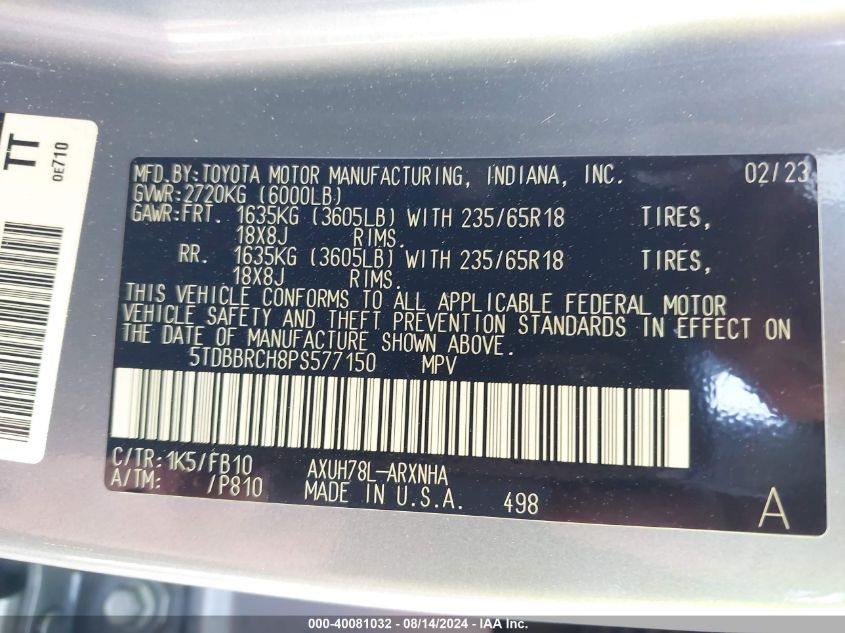 TT
OE710
MFD.BY:TOYOTA MOTOR MANUFACTURING, INDIANA, INC. 02/23
GVWR:2720KG (6000LB)
GAWR:FRT. 1635KG (3605LB) WITH 235/65R18 TIRES,
18X8J RIMS.
RR. 1635KG (3605LB) WITH 235/65R18 TIRES,
18X8J RIMS.
THIS VEHICLE CONFORMS TO ALL APPLICABLE FEDERAL MOTOR
VEHICLE SAFETY AND THEFT PREVENTION STANDARDS IN EFFECT ON
THE DATE OF MANUFACTURE SHOWN ABOVE.
5TDBBRCH8PS577150 MPV
C/TR:1K5/FB10 AXUH78L-ARXNHA
A/TM: /P810 MADE IN U.S.A. 498 A
000-40081032 - 08/14/2024 - IAA Inc.